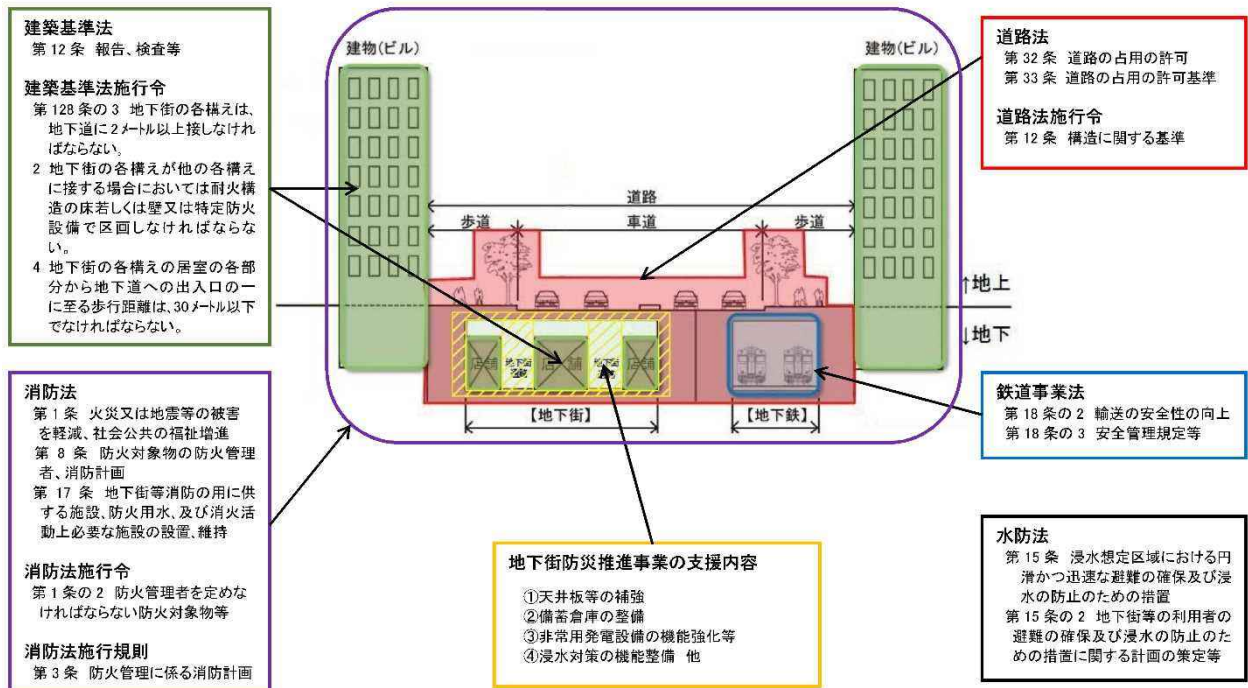 建築基準法
第12条 報告、検査等
建築基準法施行令
第128条の3 地下街の各構えは、
地下道に2メートル以上接しなけれ
ばならない。
2 地下街の各構えが他の各構え
に接する場合においては耐火構
造の床若しくは壁又は特定防火
設備で区画しなければならな
い。
4 地下街の各構えの居室の各部
分から地下道への出入口の一
に至る歩行距離は、30メートル以下
でなければならない。
消防法
第1条 火災又は地震等の被害
を軽減、社会公共の福祉増進
第8条 防火対象物の防火管理
者、消防計画
第17条 地下街等消防の用に供
する施設、防火用水、及び消火活
動上必要な施設の設置、維持
消防法施行令
第1条の2 防火管理者を定めな
ければならない防火対象物等
消防法施行規則
第3条 防火管理に係る消防計画
建物(ビル)
建物(ビル)
道路
歩道
車道
歩道
↑地上
↓地下
店舗
地下街
通路
店舗
地下街
通路
店舗
【地下街】
【地下鉄】
地下街防災推進事業の支援内容
①天井板等の補強
②備蓄倉庫の整備
③非常用発電設備の機能強化等
④浸水対策の機能整備 他
道路法
第32条 道路の占用の許可
第33条 道路の占用の許可基準
道路法施行令
第12条 構造に関する基準
鉄道事業法
第18条の2 輸送の安全性の向上
第18条の3 安全管理規定等
水防法
第15条 浸水想定区域における円
滑かつ迅速な避難の確保及び浸
水の防止のための措置
第15条の2 地下街等の利用者の
避難の確保及び浸水の防止のた
めの措置に関する計画の策定等